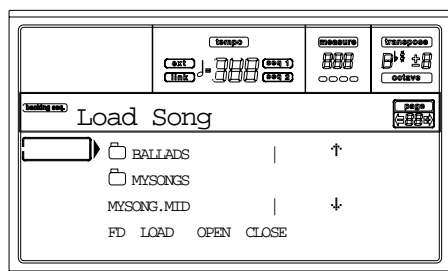 tempo
measure
transpose
ext
link
seq 1
seq 2
octave
backing seq.
Load Song
page
BALLADS
MYSONGS
MYSONG.MID
FD LOAD OPEN CLOSE